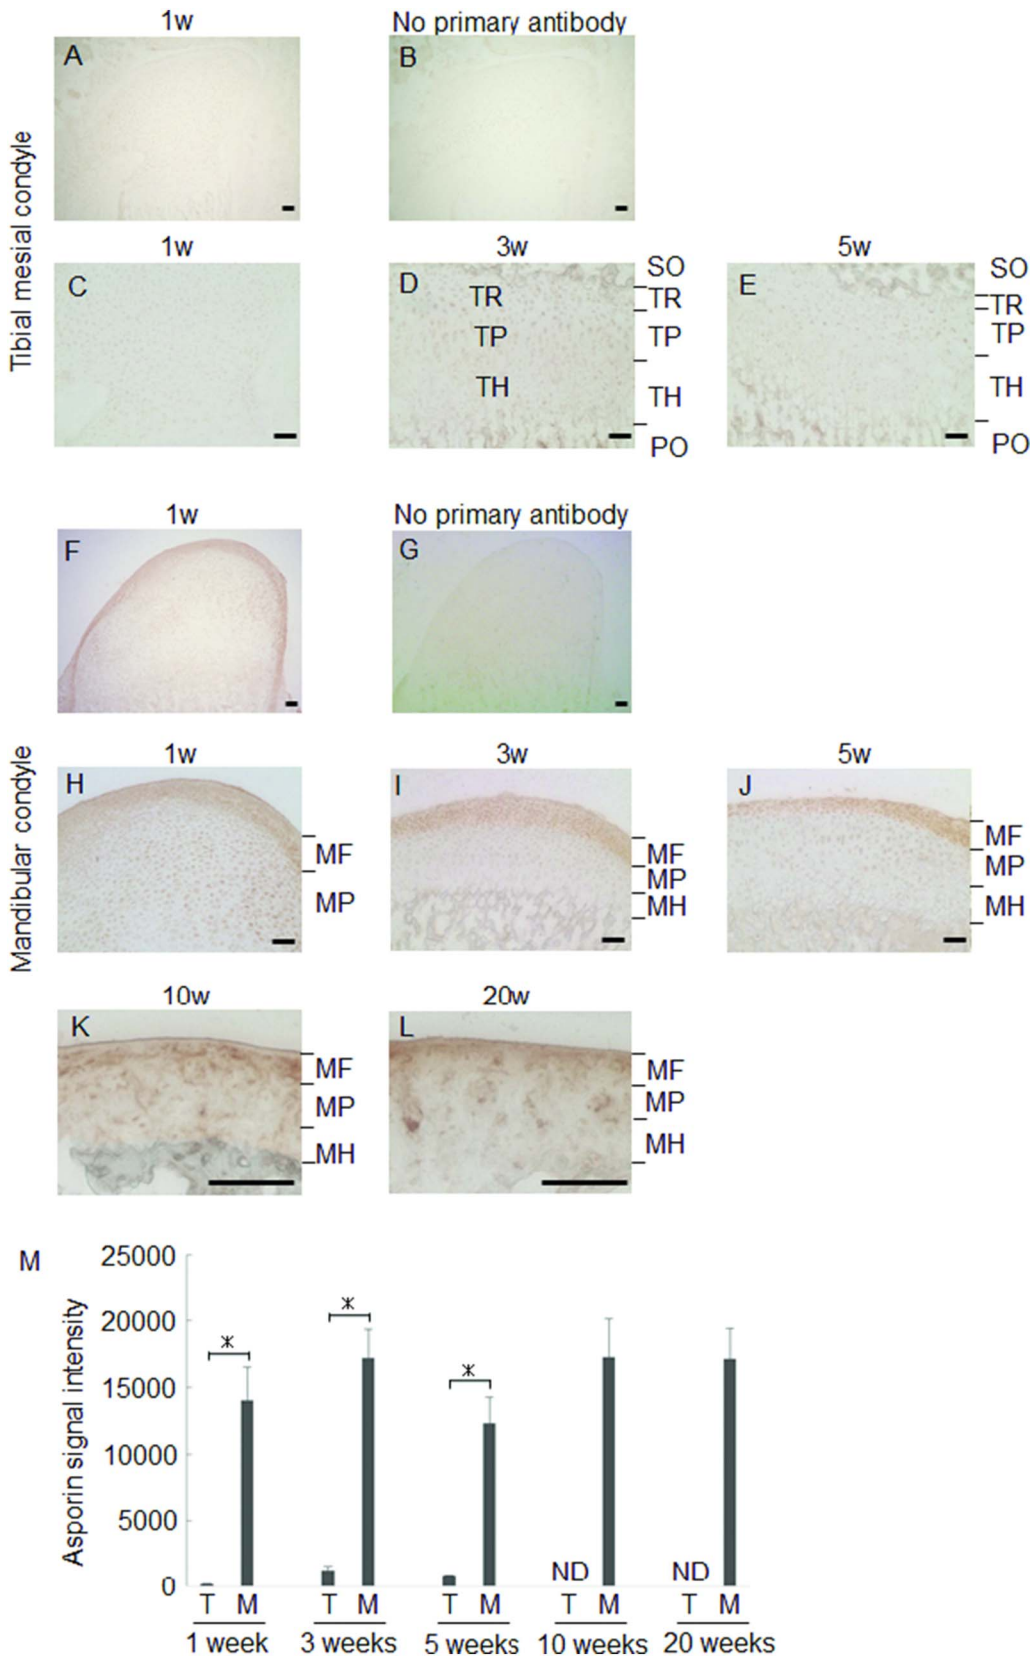 1w
No primary antibody
A
B
Tibial mesial condyle
1w
3w
5w
C
D
TR
TP
TH
SO
TR
TP
TH
PO
E
SO
TR
TP
TH
PO
1w
No primary antibody
F
G
Mandibular condyle
1w
3w
5w
H
MF
MP
I
MF
MP
MH
J
MF
MP
MH
10w
20w
K
MF
MP
MH
L
MF
MP
MH
M
Asporin signal intensity
25000
20000
15000
10000
5000
0
*
*
*
ND
ND
T M T M T M T M T M
1 week 3 weeks 5 weeks 10 weeks 20 weeks